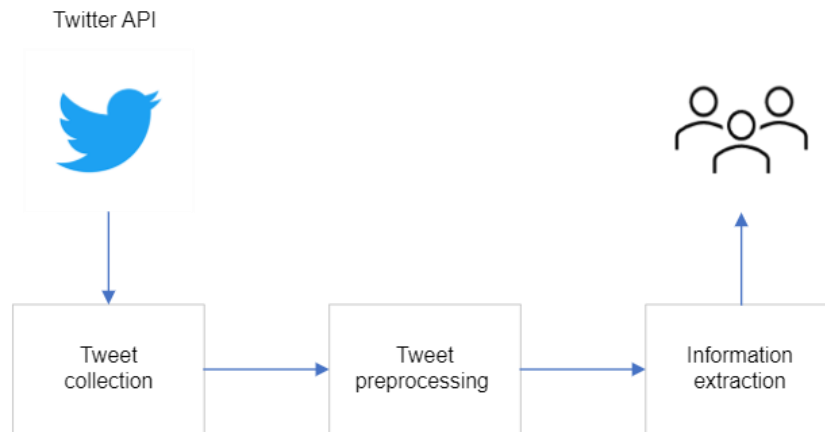 Twitter API
Tweet
collection
Tweet
preprocessing
Information
extraction